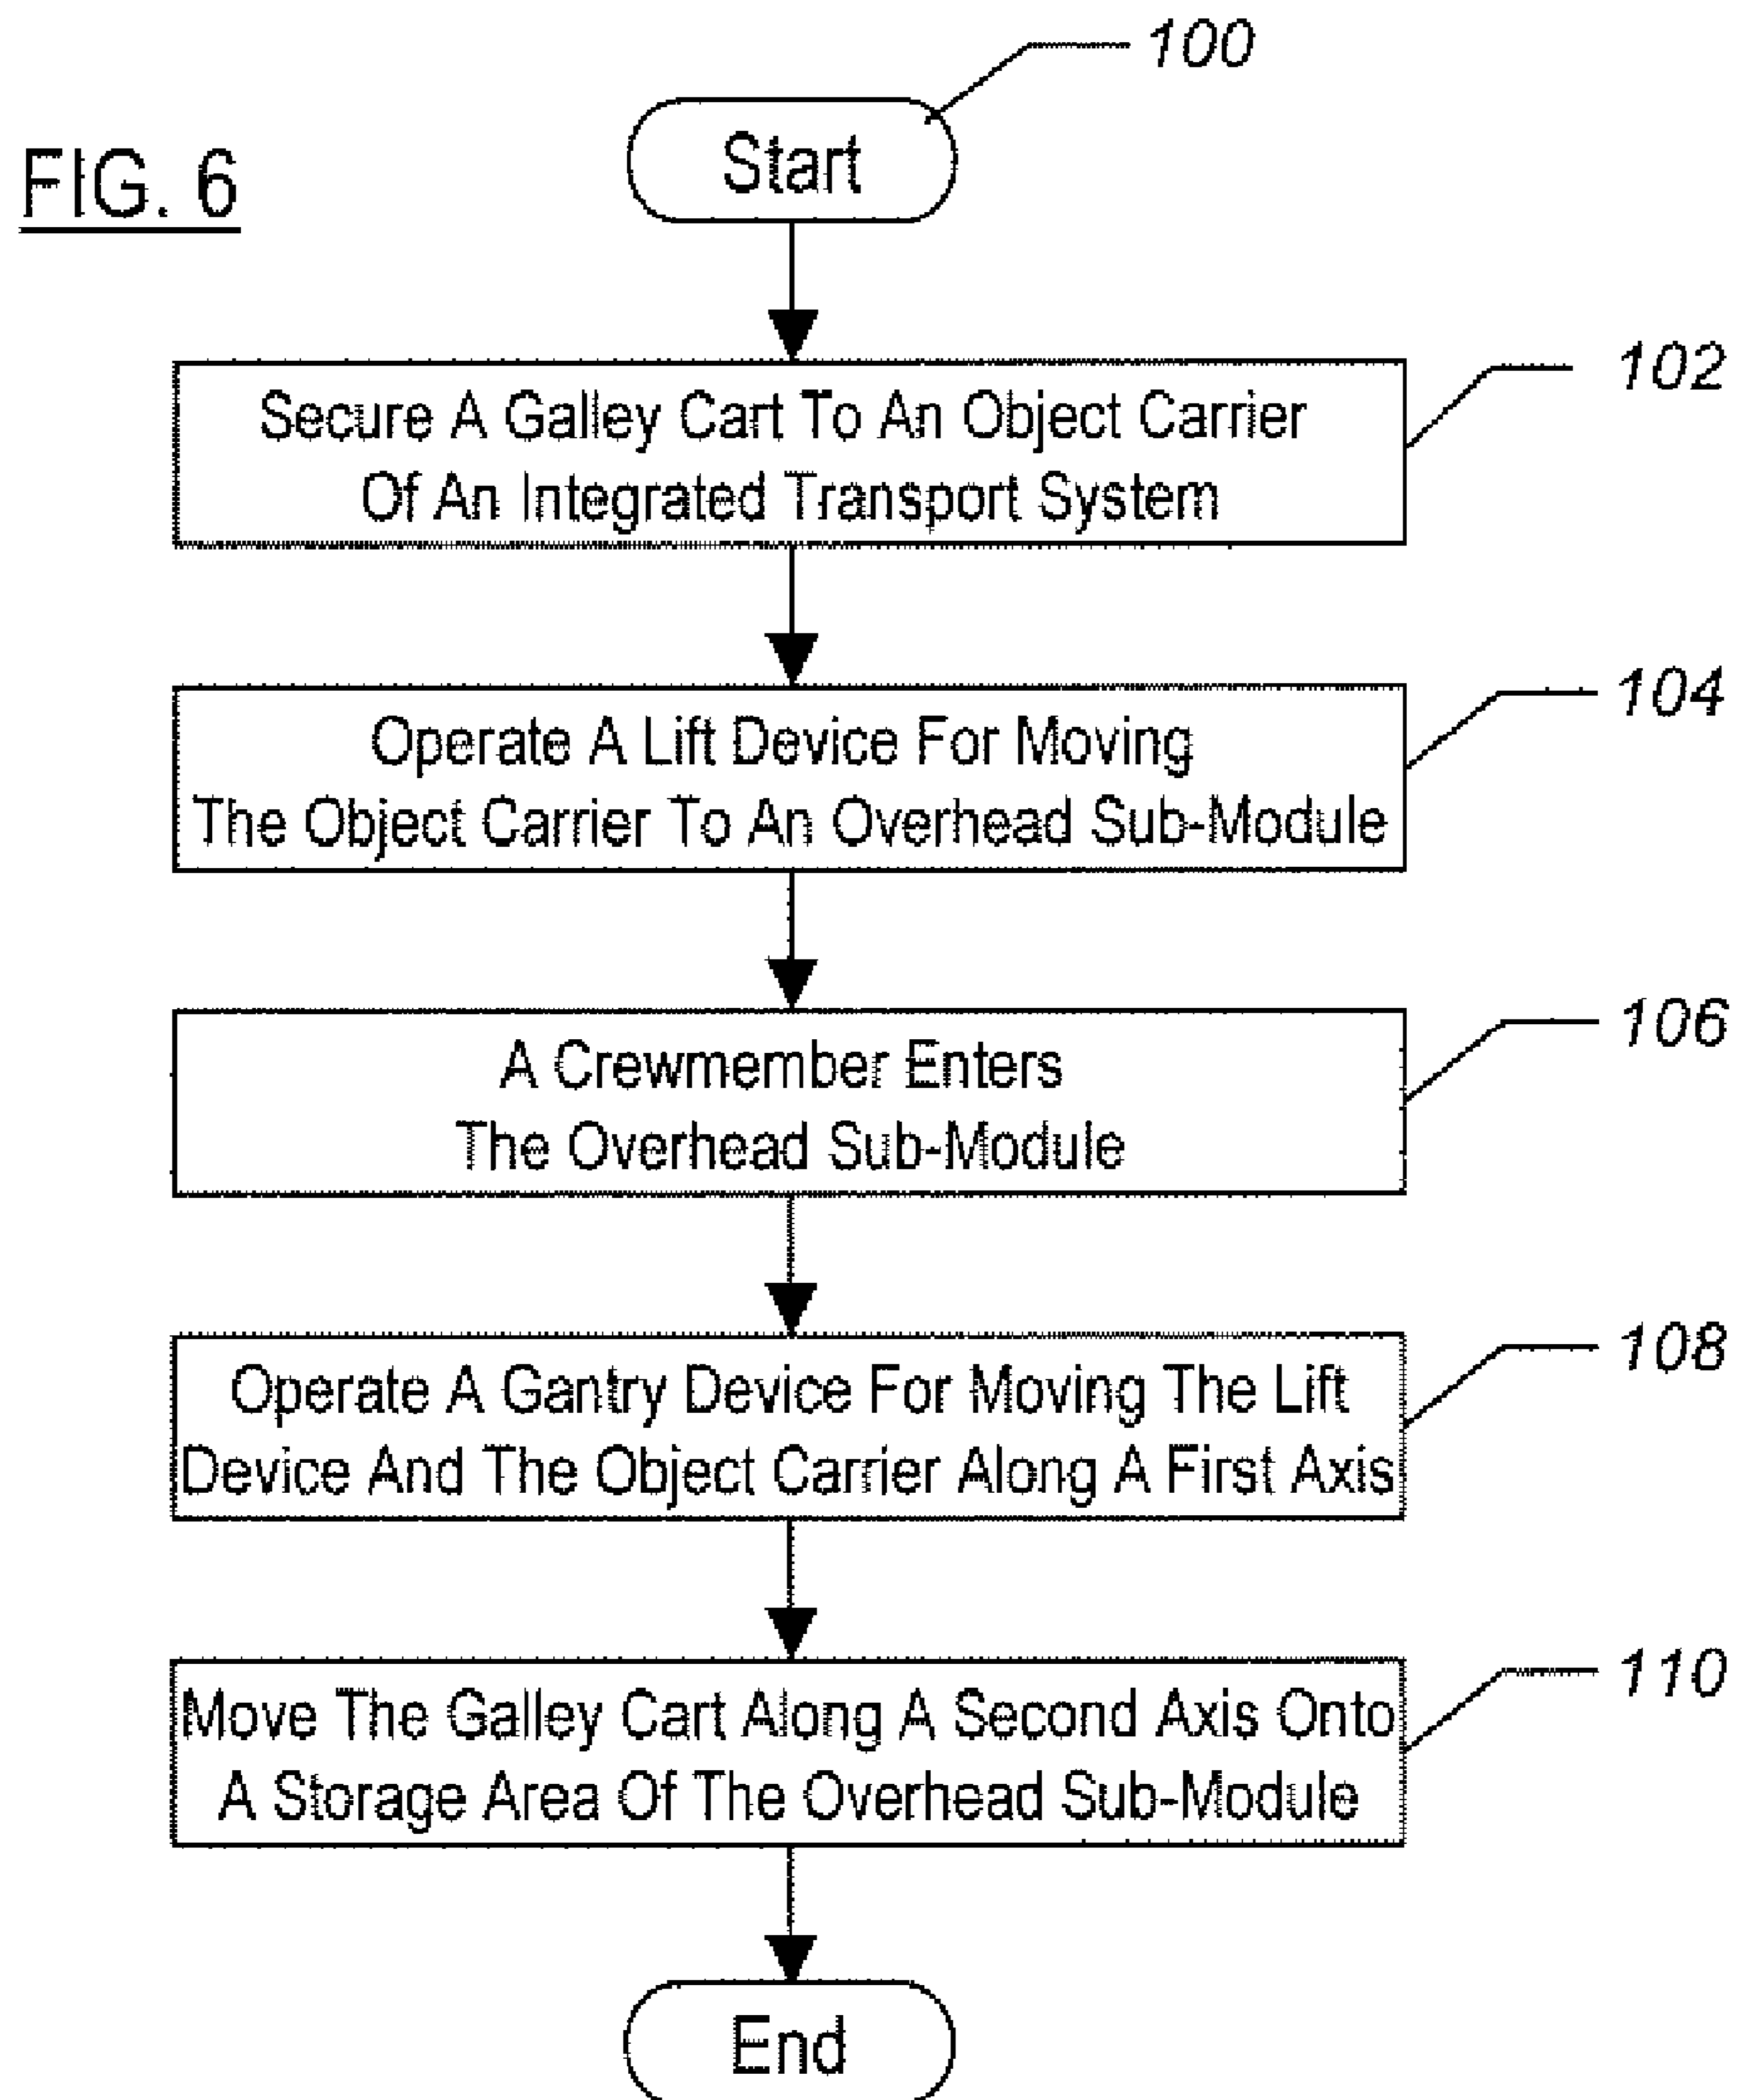 FIG. 6
100
Start
102
Secure A Galley Cart To An Object Carrier
Of An Integrated Transport System
104
Operate A Lift Device For Moving
The Object Carrier To An Overhead Sub-Module
106
A Crewmember Enters
The Overhead Sub-Module
108
Operate A Gantry Device For Moving The Lift
Device And The Object Carrier Along A First Axis
110
Move The Galley Cart Along A Second Axis Onto
A Storage Area Of The Overhead Sub-Module
End